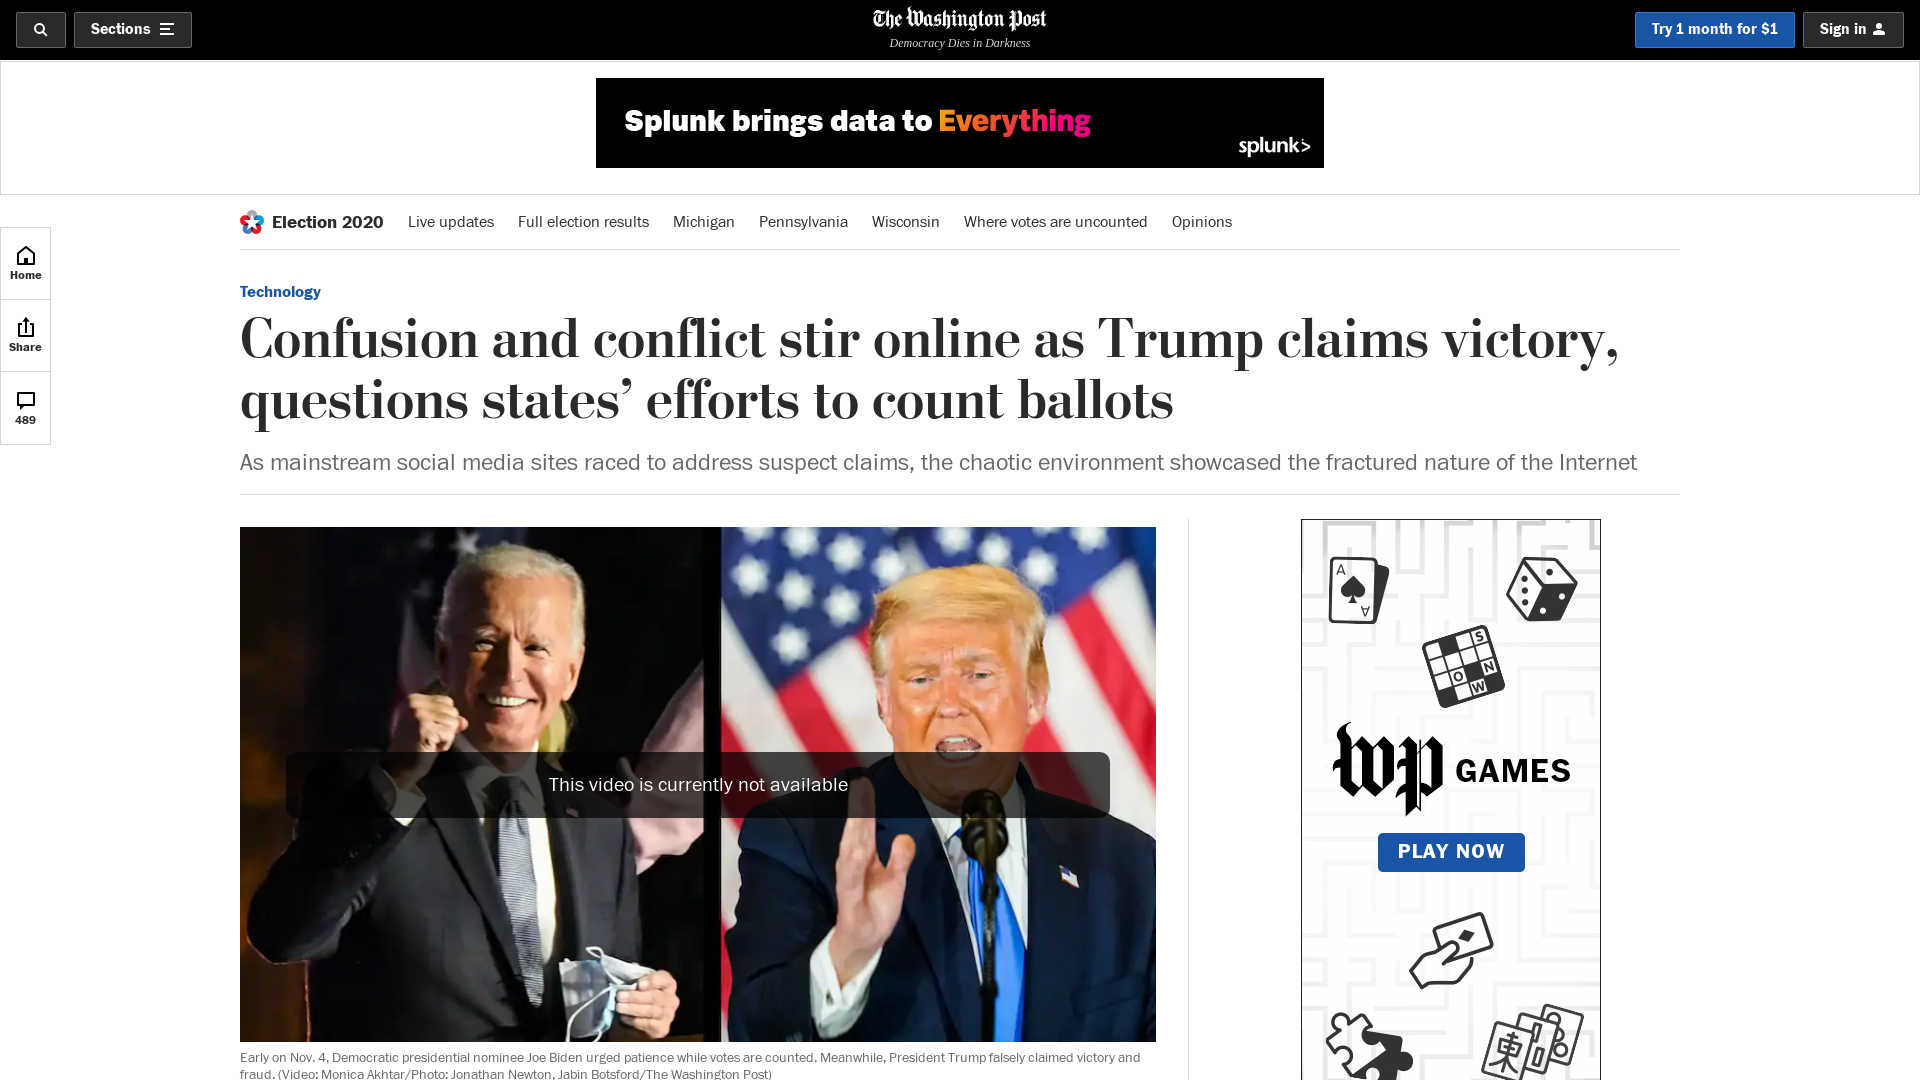 Sections
The Washington Post
Democracy Dies in Darkness
Try 1 month for $1
Sign in
Splunk brings data to Everything
splunk>
Election 2020
Live updates
Full election results
Michigan
Pennsylvania
Wisconsin
Where votes are uncounted
Opinions
Home
Share
489
Technology
Confusion and conflict stir online as Trump claims victory,
questions states’ efforts to count ballots
As mainstream social media sites raced to address suspect claims, the chaotic environment showcased the fractured nature of the Internet
This video is currently not available
Early on Nov. 4, Democratic presidential nominee Joe Biden urged patience while votes are counted. Meanwhile, President Trump falsely claimed victory and
fraud. (Video: Monica Akhtar/Photo: Jonathan Newton, Jabin Botsford/The Washington Post)
A
A
S
O N
W
wp GAMES
PLAY NOW
東